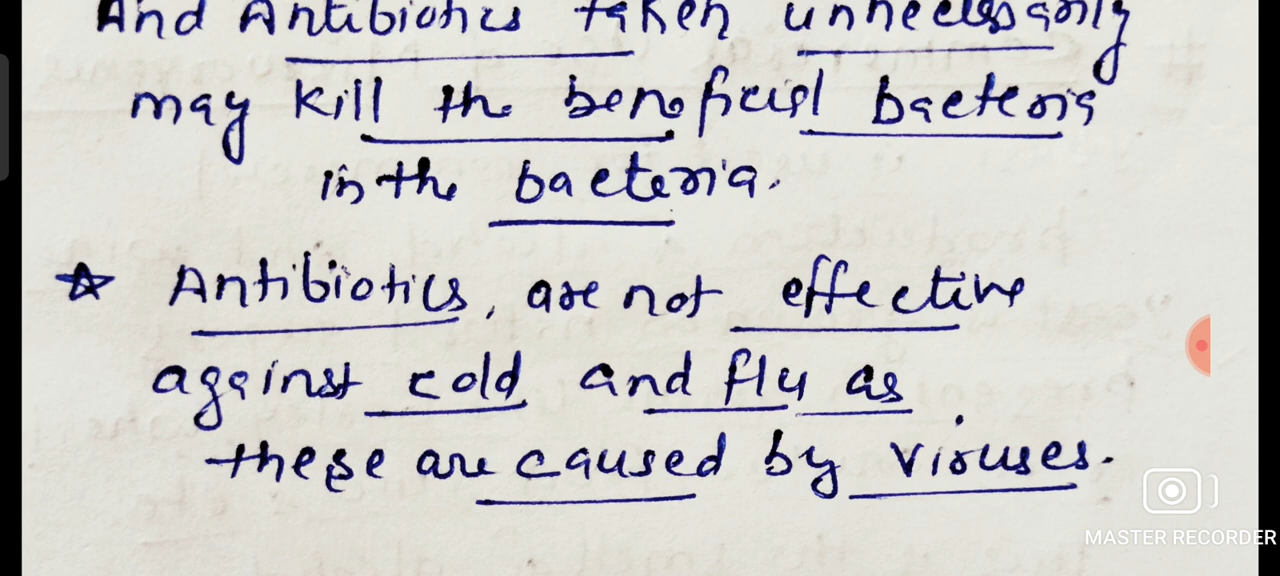 And Antibiotics taken unnecessarily
may kill the beneficial bacteria
in the bacteria.
☆ Antibiotics, are not effective
against cold and flu as
these are caused by viruses.
MASTER RECORDER